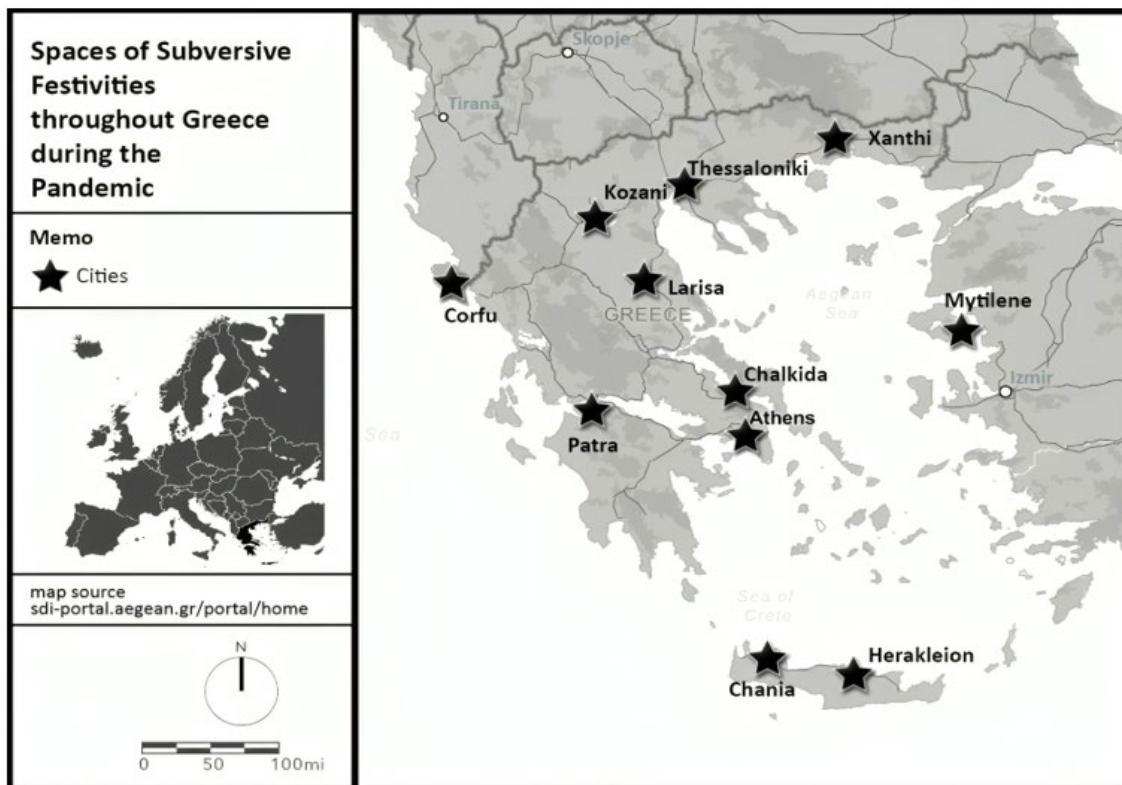 Spaces of Subversive
Festivities
throughout Greece
during the
Pandemic
Memo
Cities
map source
sdi-portal.aegean.gr/portal/home
N
0 50 100mi
Skopje
Tirana
Xanthi
Thessaloniki
Kozani
Larisa
Corfu
GREECE
Aegean
Sea
Mytilene
Chalkida
Izmir
Athens
Patra
Sea
Sea of
Crete
Herakleion
Chania